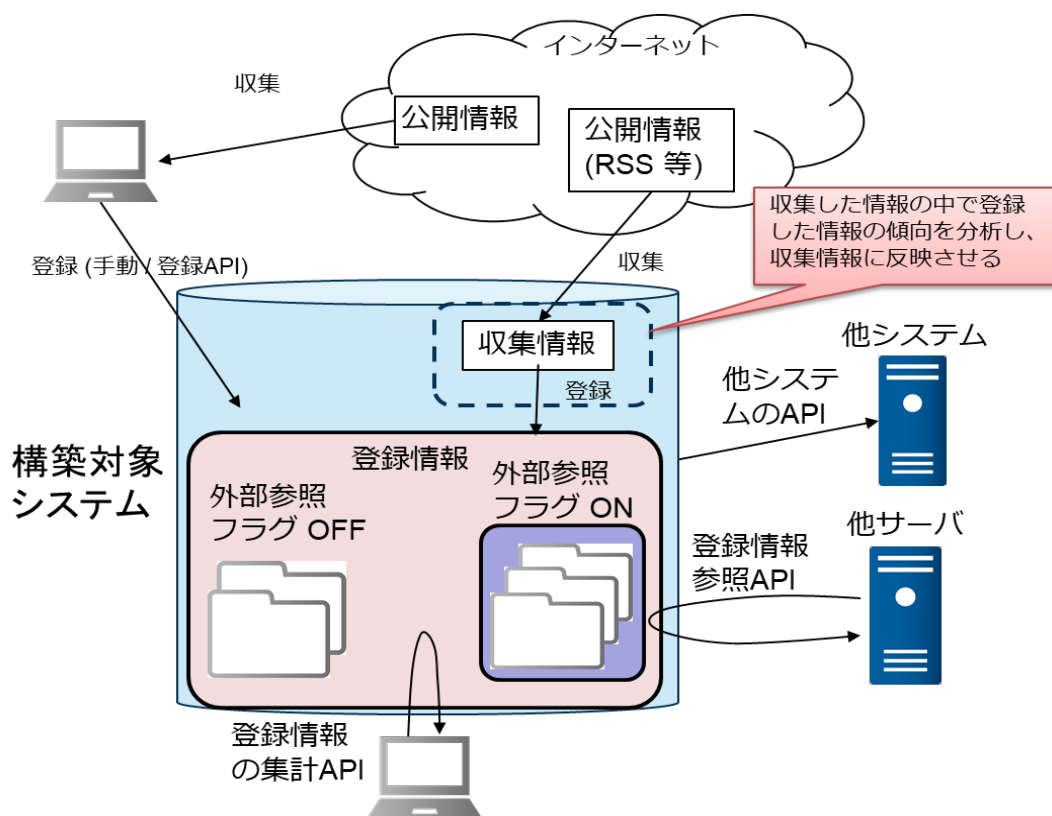 インターネット
収集
公開情報
公開情報
(RSS 等)
収集した情報の中で登録
した情報の傾向を分析し、
収集情報に反映させる
登録 (手動 / 登録API)
収集
収集情報
登録
他システム
他システ
ムのAPI
構築対象
システム
登録情報
外部参照
フラグ OFF
外部参照
フラグ ON
他サーバ
登録情報
参照API
登録情報
の集計API